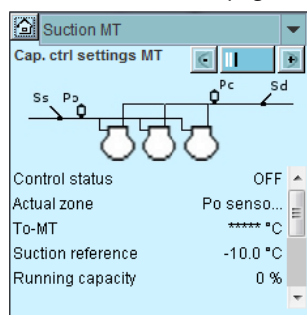 Suction MT
Cap. ctrl settings MT
Pc Sd
Ss Po
Control status OFF
Actual zone Po senso...
To-MT ***** °C
Suction reference -10.0 °C
Running capacity 0 %